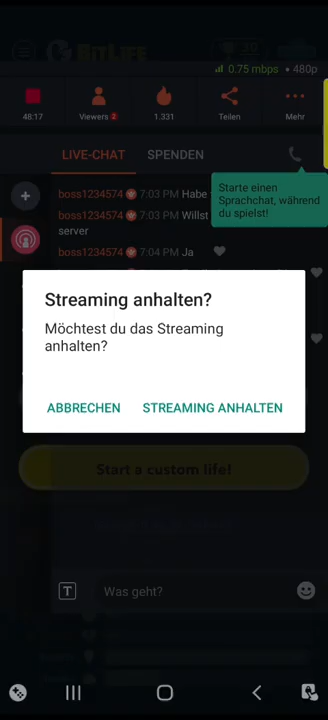 BITLIFE
30
0.75 mbps • 480p
48:17
Viewers 2
1.331
Teilen
Mehr
LIVE-CHAT
SPENDEN
Starte einen
Sprachchat, während
du spielst!
boss1234574 7:03 PM Habe
boss1234574 7:03 PM Willst
server
boss1234574 7:04 PM Ja
Streaming anhalten?
Möchtest du das Streaming
anhalten?
ABBRECHEN
STREAMING ANHALTEN
Start a custom life!
T
Was geht?